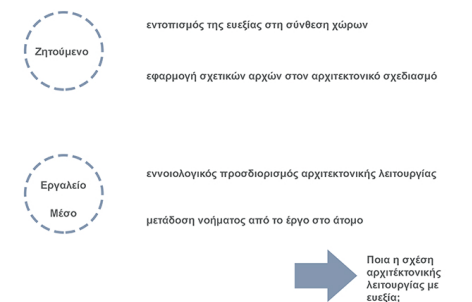 εντοπισμός της ευεξίας στη σύνθεση χώρων
Ζητούμενο
εφαρμογή σχετικών αρχών στον αρχιτεκτονικό σχεδιασμό
εννοιολογικός προσδιορισμός αρχιτεκτονικής λειτουργίας
Εργαλείο
Μέσο
μετάδοση νοήματος από το έργο στο άτομο
Ποια η σχέση
αρχιτέκτονικής
λειτουργίας με
ευεξία;